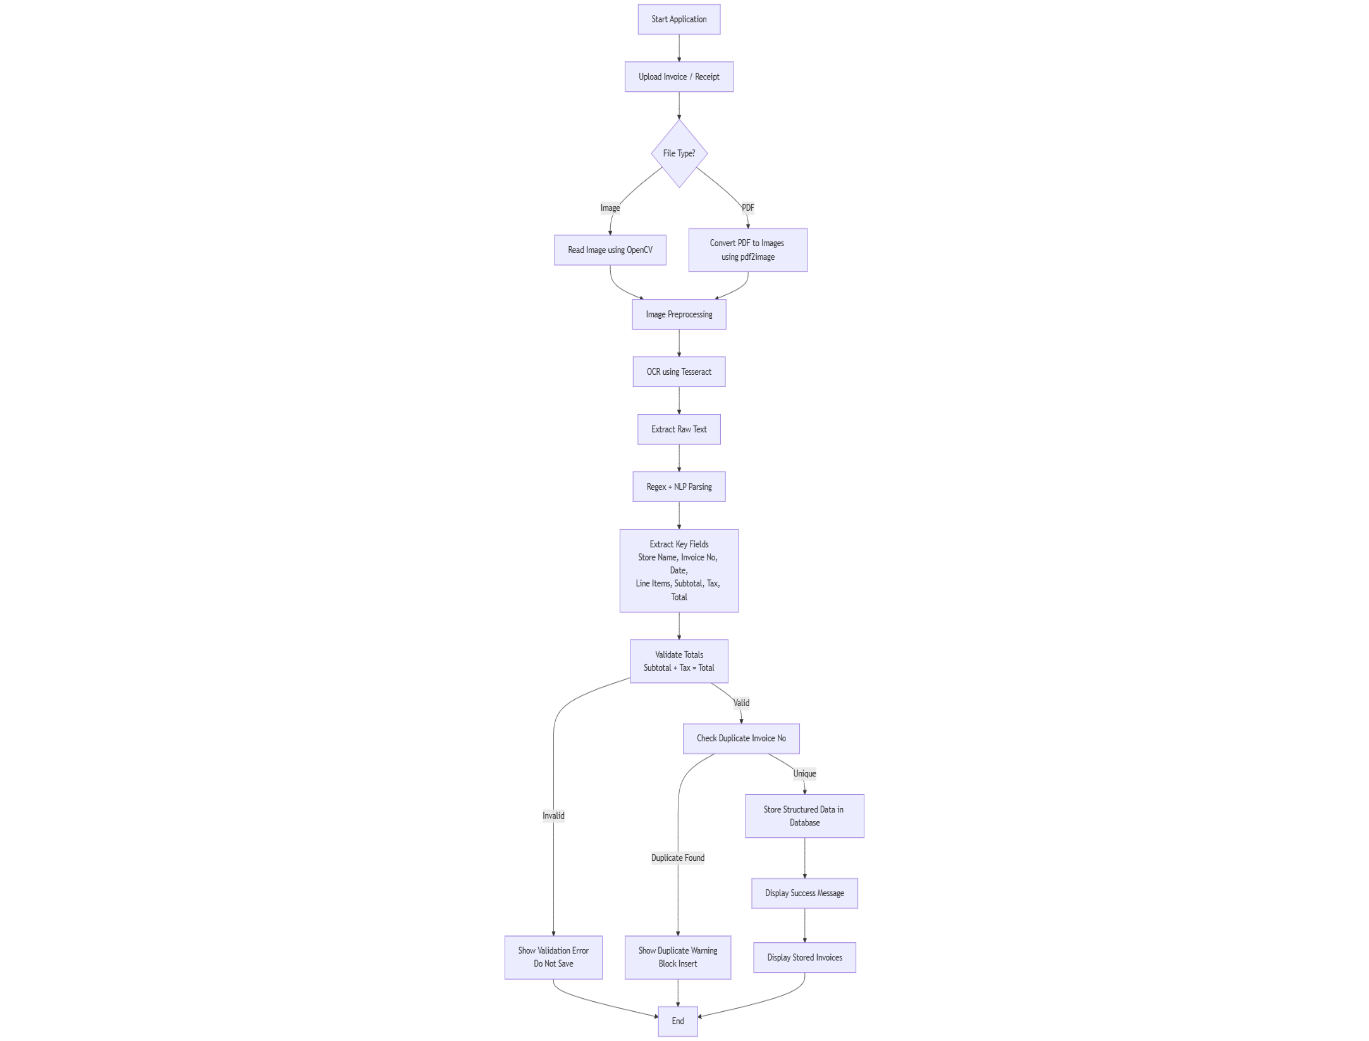 Start Application
Upload Invoice / Receipt
File Type?
Image
PDF
Read Image using OpenCV
Convert PDF to Images
using pdf2image
Image Preprocessing
OCR using Tesseract
Extract Raw Text
Regex + NLP Parsing
Extract Key Fields
Store Name, Invoice No,
Date,
Line Items, Subtotal, Tax,
Total
Validate Totals
Subtotal + Tax = Total
Valid
Check Duplicate Invoice No
Unique
Store Structured Data in
Database
Invalid
Duplicate Found
Display Success Message
Show Validation Error
Do Not Save
Show Duplicate Warning
Block Insert
Display Stored Invoices
End